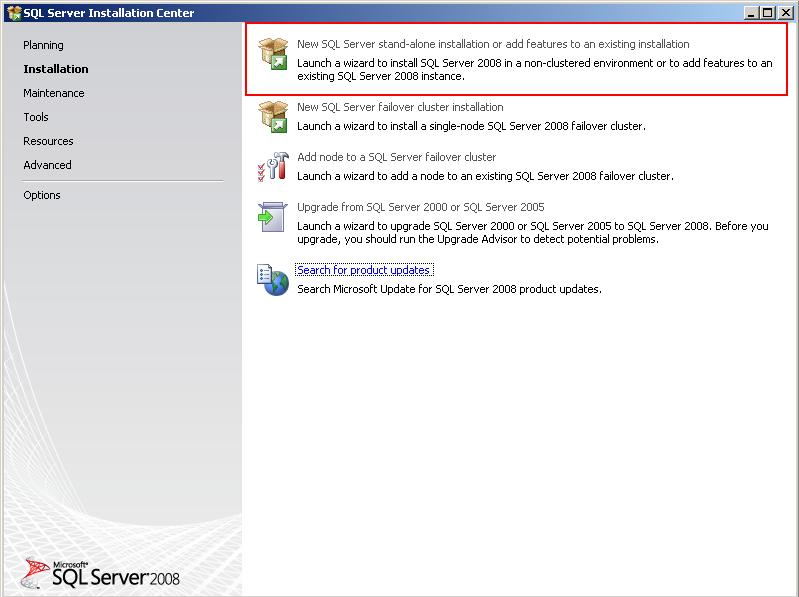 SQL Server Installation Center
Planning
Installation
Maintenance
Tools
Resources
Advanced
Options
New SQL Server stand-alone installation or add features to an existing installation
Launch a wizard to install SQL Server 2008 in a non-clustered environment or to add features to an
existing SQL Server 2008 instance.
New SQL Server failover cluster installation
Launch a wizard to install a single-node SQL Server 2008 failover cluster.
Add node to a SQL Server failover cluster
Launch a wizard to add a node to an existing SQL Server 2008 failover cluster.
Upgrade from SQL Server 2000 or SQL Server 2005
Launch a wizard to upgrade SQL Server 2000 or SQL Server 2005 to SQL Server 2008. Before you
upgrade, you should run the Upgrade Advisor to detect potential problems.
Search for product updates
Search Microsoft Update for SQL Server 2008 product updates.
Microsoft®
SQL Server 2008